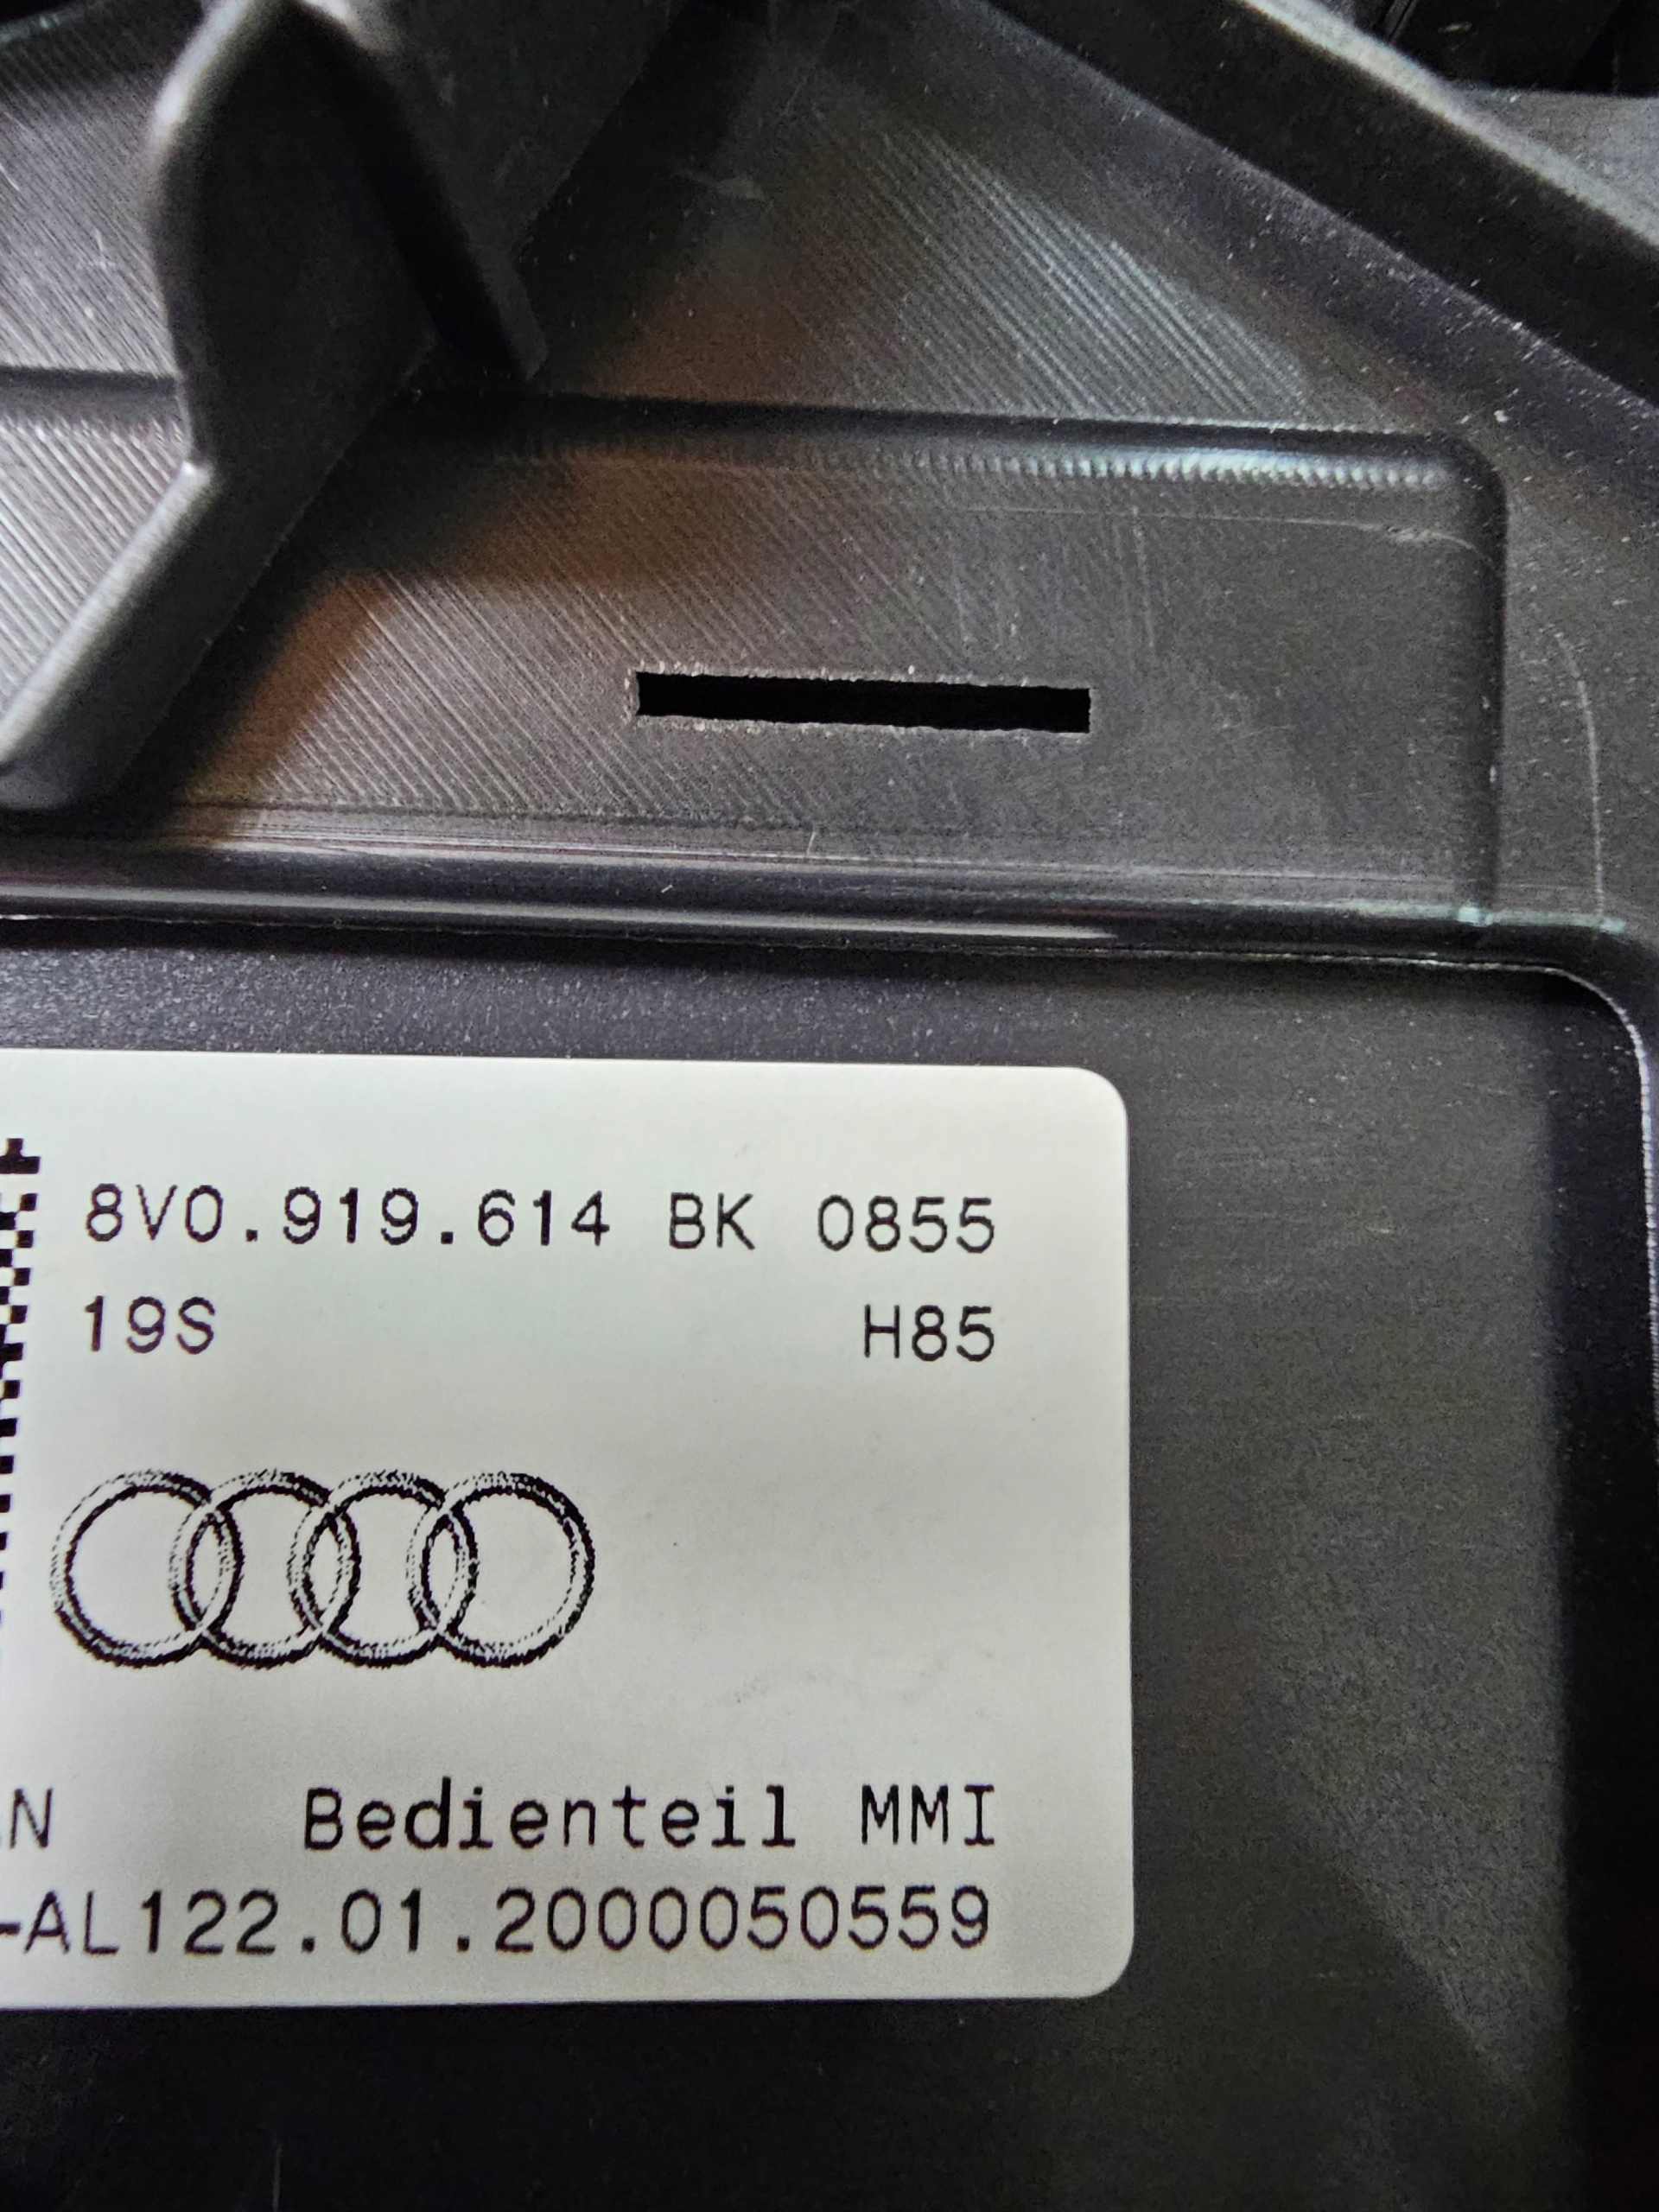 8V0.919.614 BK 0855
19S H85
N Bedienteil MMI
-AL122.01.2000050559